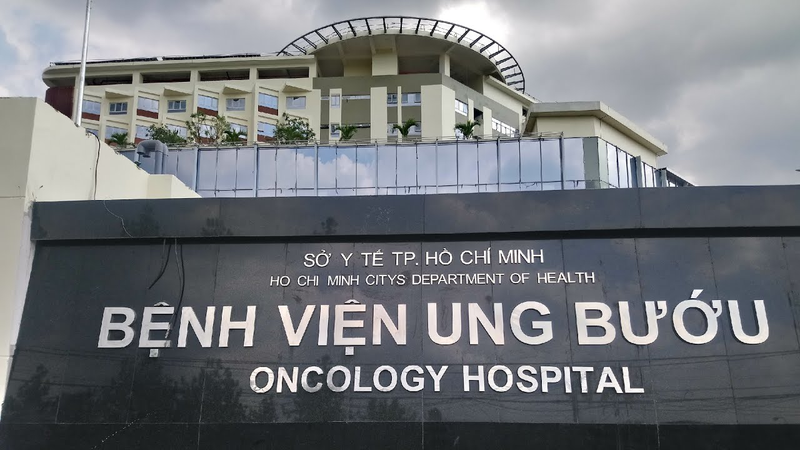 SỞ Y TẾ TP. HỒ CHÍ MINH
HO CHI MINH CITYS DEPARTMENT OF HEALTH
BỆNH VIỆN UNG BƯỚU
ONCOLOGY HOSPITAL